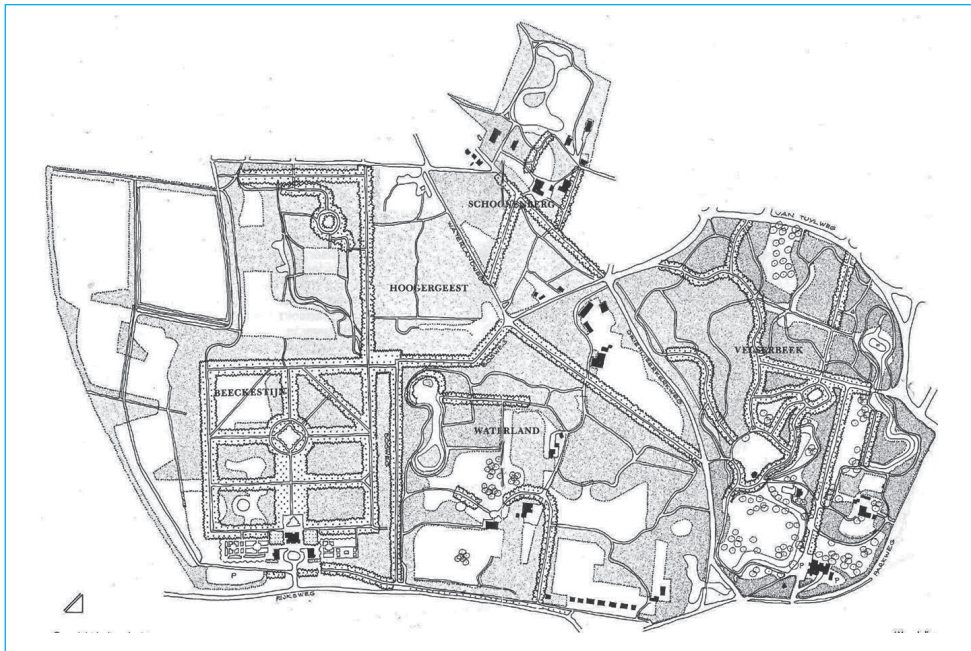 VAN TUYLWEG
SCHOONENBERG
HOOGERGEEST
VELSERBEEK
BEECKESTIJN
WATERLAND
PARKWEG
P
P
P
RIJKSWEG